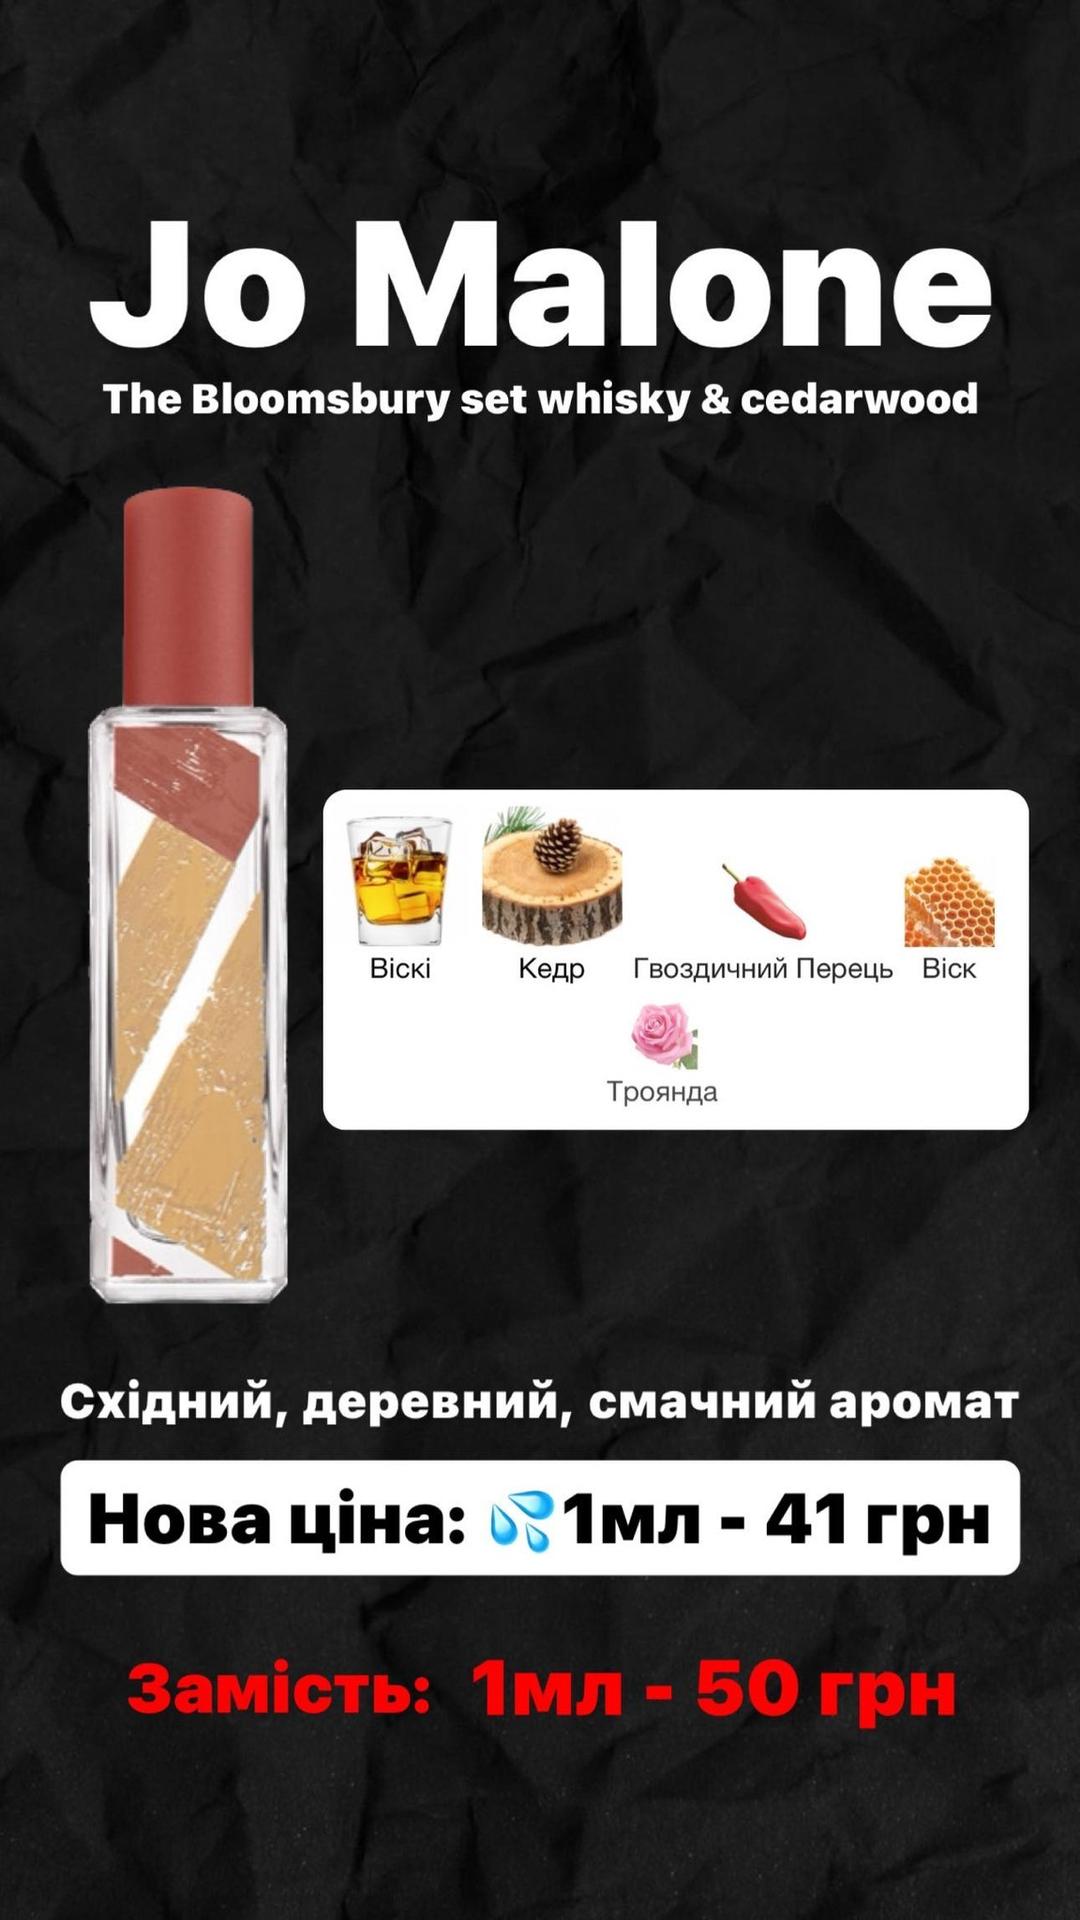 Jo Malone
The Bloomsbury set whisky & cedarwood
Віскі
Кедр
Гвоздичний Перець
Віск
Троянда
Східний, деревний, смачний аромат
Нова ціна: 💦1мл - 41 грн
Замість: 1мл - 50 грн